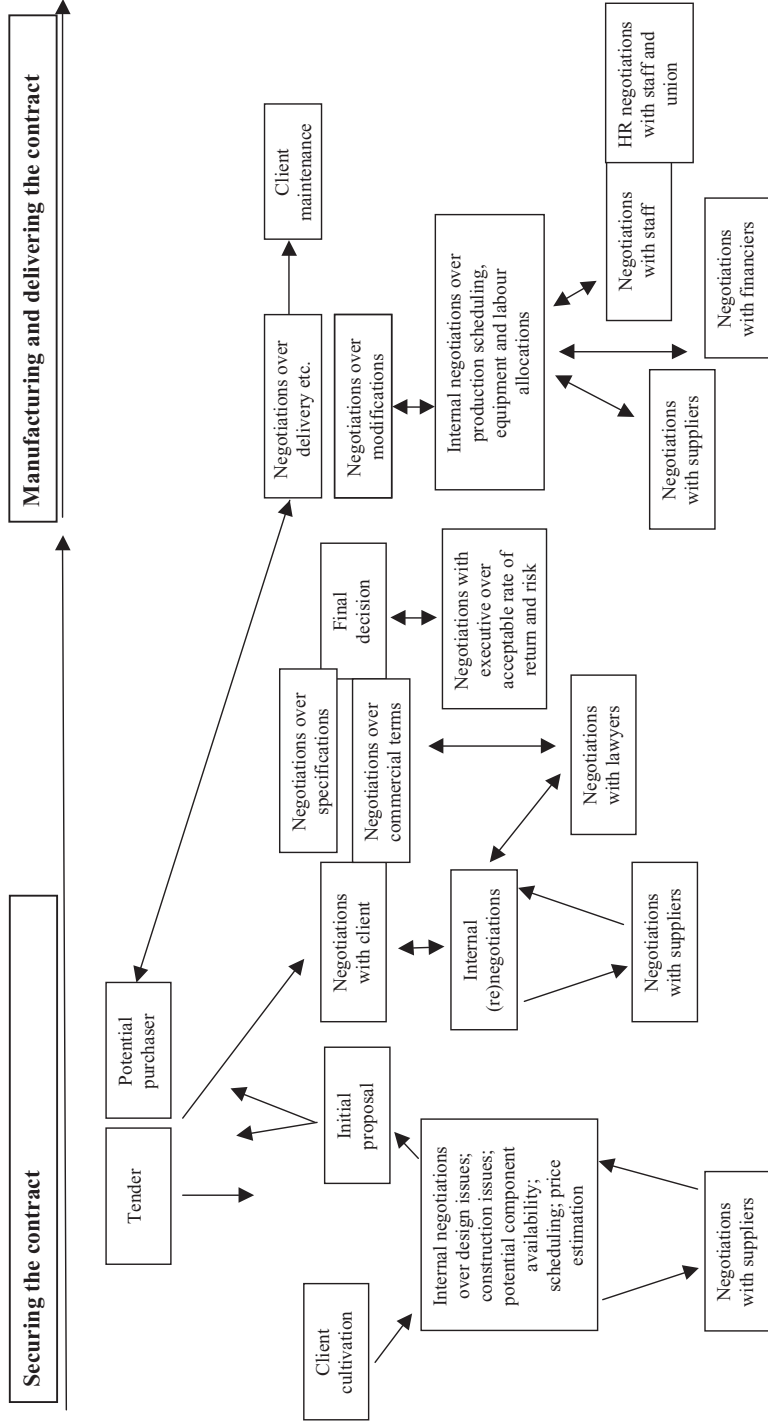 Securing the contract
Manufacturing and delivering the contract
Tender
Potential
purchaser
Client
cultivation
Initial
proposal
Internal negotiations
over design issues;
construction issues;
potential component
availability;
scheduling; price
estimation
Negotiations
with suppliers
Negotiations
with client
Internal
(re)negotiations
Negotiations
with suppliers
Negotiations over
specifications
Negotiations over
commercial terms
Negotiations
with lawyers
Final
decision
Negotiations with
executive over
acceptable rate of
return and risk
Negotiations over
delivery etc.
Client
maintenance
Negotiations over
modifications
Internal negotiations over
production scheduling,
equipment and labour
allocations
Negotiations
with suppliers
Negotiations
with financiers
Negotiations
with staff
HR negotiations
with staff and
union